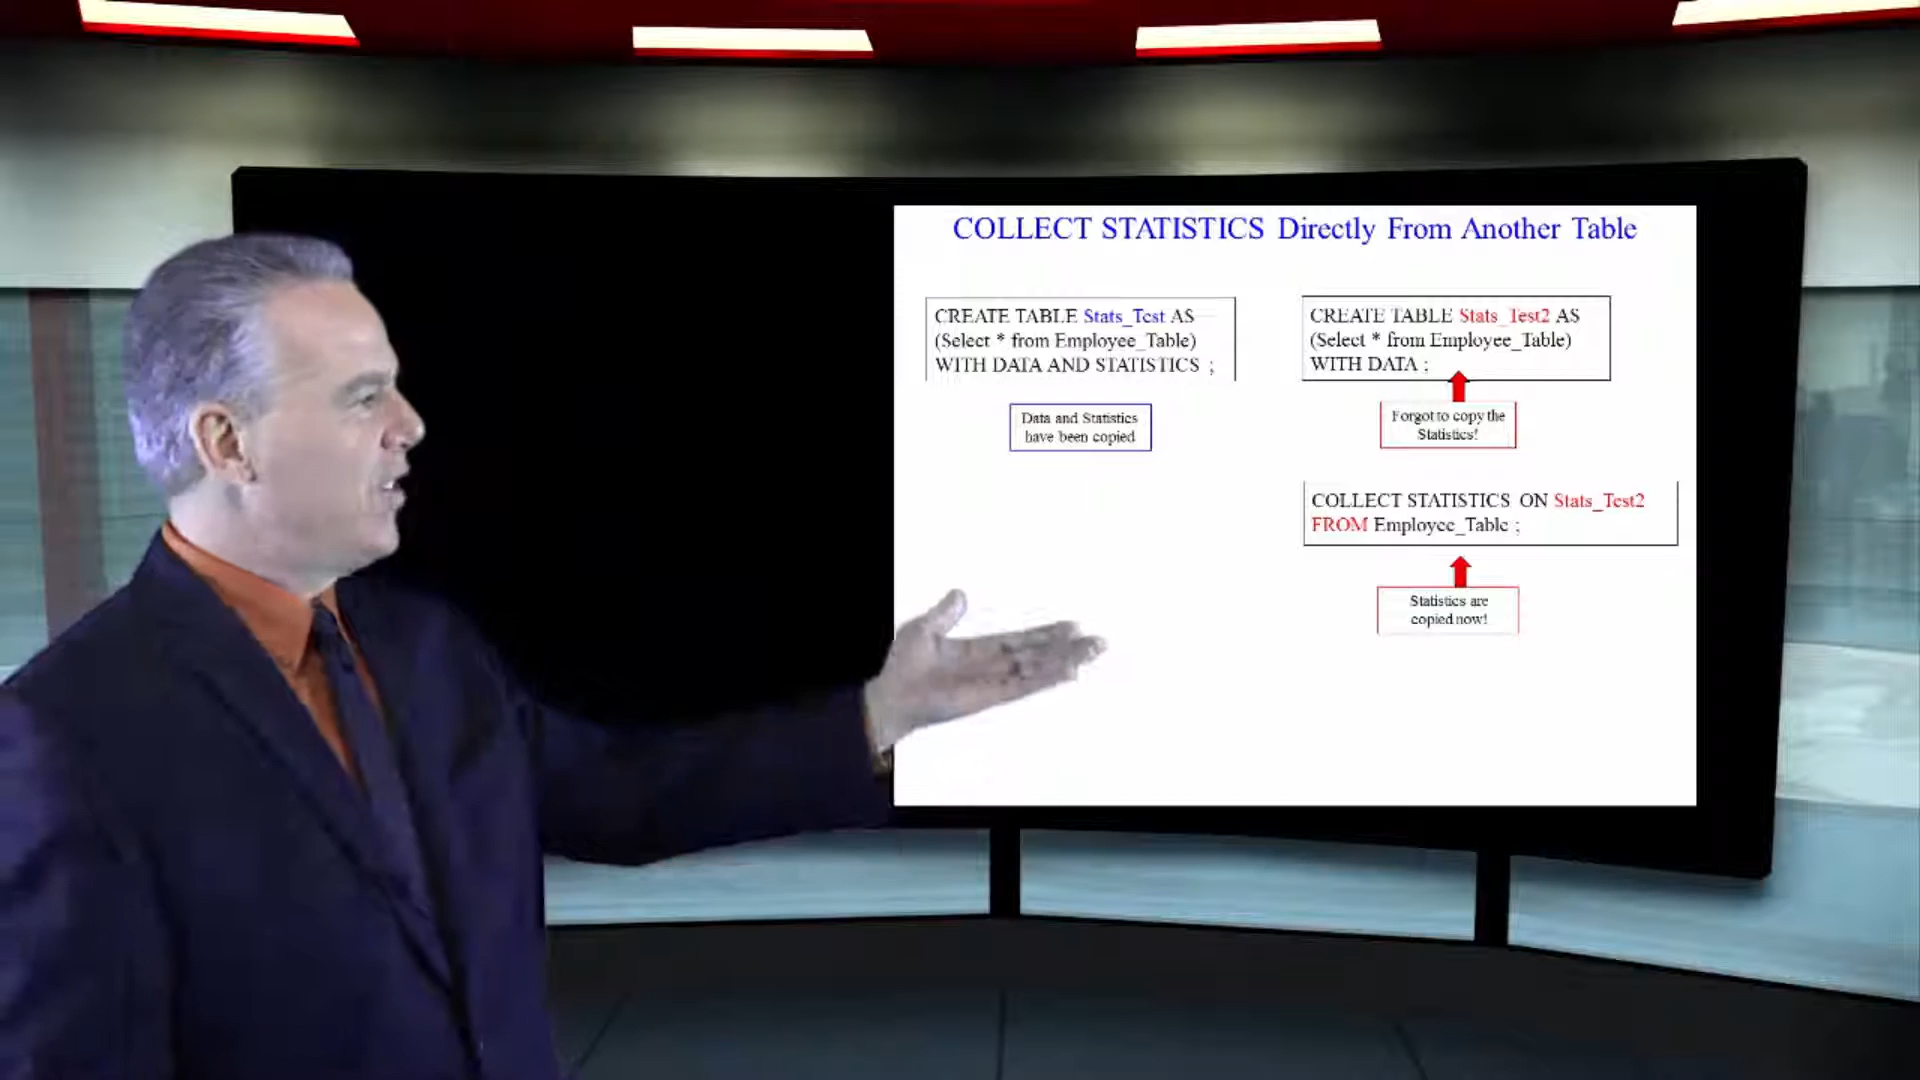 COLLECT STATISTICS Directly From Another Table
CREATE TABLE Stats_Test AS
(Select * from Employee_Table)
WITH DATA AND STATISTICS ;
Data and Statistics
have been copied
CREATE TABLE Stats_Test2 AS
(Select * from Employee_Table)
WITH DATA ;
Forgot to copy the
Statistics!
COLLECT STATISTICS ON Stats_Test2
FROM Employee_Table ;
Statistics are
copied now!